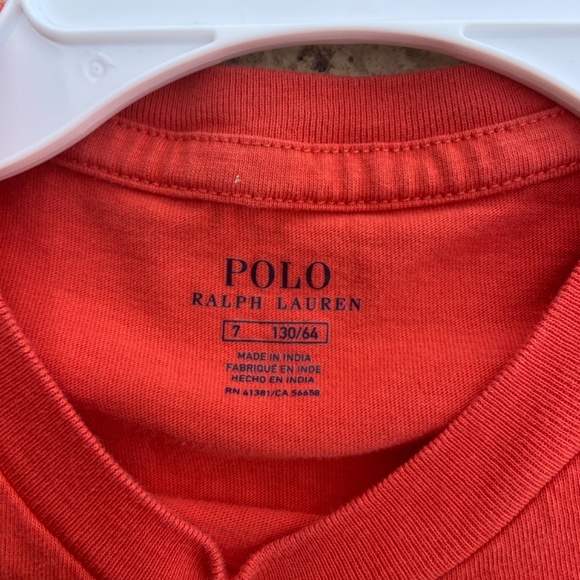 POLO
RALPH LAUREN
7 130/64
MADE IN INDIA
FABRIQUÉ EN INDE
HECHO EN INDIA
RN 41381/CA 56658